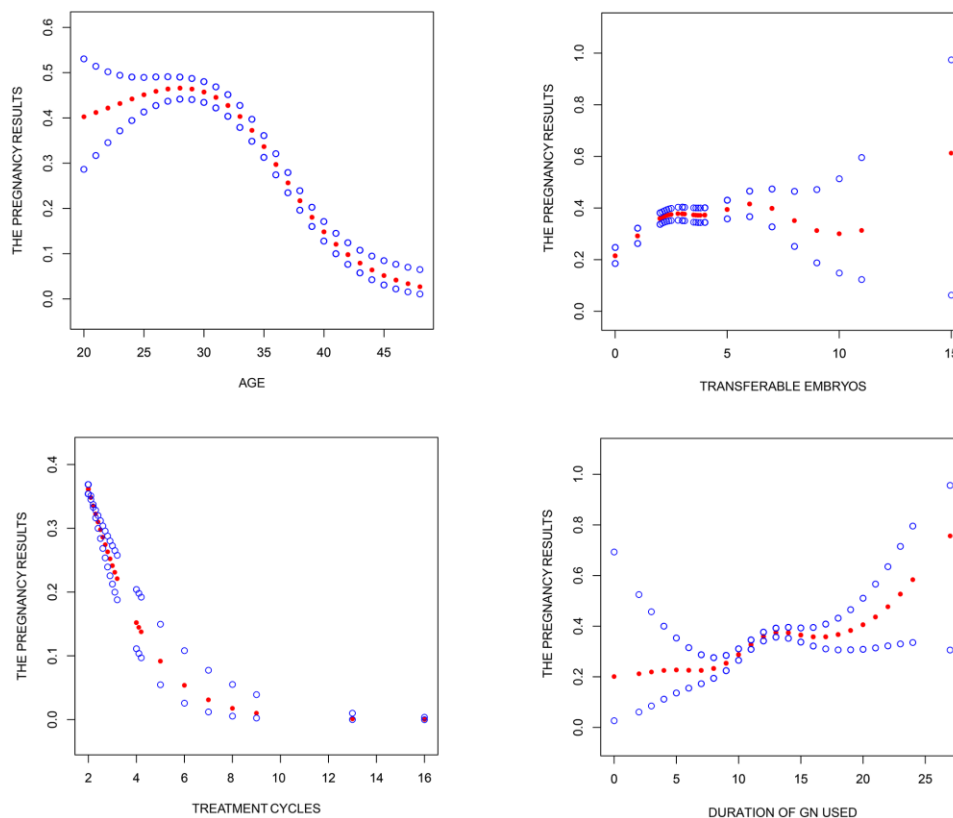 THE PREGNANCY RESULTS
0.6
0.5
0.4
0.3
0.2
0.1
0.0
20 25 30 35 40 45
AGE
THE PREGNANCY RESULTS
1.0
0.8
0.6
0.4
0.2
0.0
0 5 10 15
TRANSFERABLE EMBRYOS
THE PREGNANCY RESULTS
0.4
0.3
0.2
0.1
0.0
2 4 6 8 10 12 14 16
TREATMENT CYCLES
THE PREGNANCY RESULTS
1.0
0.8
0.6
0.4
0.2
0.0
0 5 10 15 20 25
DURATION OF GN USED